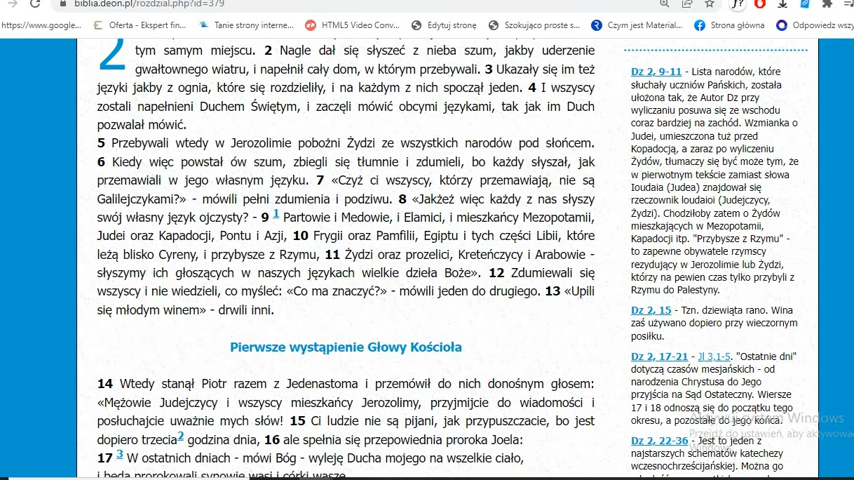 biblia.deon.pl/rozdzial.php?id=379
https://www.google...
Oferta - Ekspert fin...
Tanie strony interne...
HTML5 Video Conv...
Edytuj stronę
Szokująco proste s...
Czym jest Material...
Strona główna
Odpowiedz wszy
2
tym samym miejscu. 2 Nagle dał się słyszeć z nieba szum, jakby uderzenie
gwałtownego wiatru, i napełnił cały dom, w którym przebywali. 3 Ukazały się im też
języki jakby z ognia, które się rozdzieliły, i na każdym z nich spoczął jeden. 4 I wszyscy
zostali napełnieni Duchem Świętym, i zaczęli mówić obcymi językami, tak jak im Duch
pozwalał mówić.
5 Przebywali wtedy w Jerozolimie pobożni Żydzi ze wszystkich narodów pod słońcem.
6 Kiedy więc powstał ów szum, zbiegli się tłumnie i zdumieli, bo każdy słyszał, jak
przemawiali w jego własnym języku. 7 «Czyż ci wszyscy, którzy przemawiają, nie są
Galilejczykami?» - mówili pełni zdumienia i podziwu. 8 «Jakżeż więc każdy z nas słyszy
swój własny język ojczysty? - 9 1 Partowie i Medowie, i Elamici, i mieszkańcy Mezopotamii,
Judei oraz Kapadocji, Pontu i Azji, 10 Frygii oraz Pamfilii, Egiptu i tych części Libii, które
leżą blisko Cyreny, i przybysze z Rzymu, 11 Żydzi oraz prozelici, Kreteńczycy i Arabowie -
słyszymy ich głoszących w naszych językach wielkie dzieła Boże». 12 Zdumiewali się
wszyscy i nie wiedzieli, co myśleć: «Co ma znaczyć?» - mówili jeden do drugiego. 13 «Upili
się młodym winem» - drwili inni.
Pierwsze wystąpienie Głowy Kościoła
14 Wtedy stanął Piotr razem z Jedenastoma i przemówił do nich donośnym głosem:
«Mężowie Judejczycy i wszyscy mieszkańcy Jerozolimy, przyjmijcie do wiadomości i
posłuchajcie uważnie mych słów! 15 Ci ludzie nie są pijani, jak przypuszczacie, bo jest
dopiero trzecia2 godzina dnia, 16 ale spełnia się przepowiednia proroka Joela:
17 3 W ostatnich dniach - mówi Bóg - wyleję Ducha mojego na wszelkie ciało,
i będą prorokowali synowie wasi i córki wasze,
Dz 2, 9-11 - Lista narodów, które
słuchały uczniów Pańskich, została
ułożona tak, że Autor Dz przy
wyliczaniu posuwa się ze wschodu
coraz bardziej na zachód. Wzmianka o
Judei, umieszczona tuż przed
Kopadocją, a zaraz po wyliczeniu
Żydów, tłumaczy się być może tym, że
w pierwotnym tekście zamiast słowa
Ioudaia (Judea) znajdował się
rzeczownik Ioudaioi (Judejczycy,
Żydzi). Chodziłoby zatem o Żydów
mieszkających w Mezopotamii,
Kapadocji itp. "Przybysze z Rzymu" -
to zapewne obywatele rzymscy
rezydujący w Jerozolimie lub Żydzi,
którzy na pewien czas tylko przybyli z
Rzymu do Palestyny.
Dz 2, 15 - Tzn. dziewiąta rano. Wina
zaś używano dopiero przy wieczornym
posiłku.
Dz 2, 17-21 - Jl 3,1-5. "Ostatnie dni"
dotyczą czasów mesjańskich - od
narodzenia Chrystusa do Jego
przyjścia na Sąd Ostateczny. Wiersze
17 i 18 odnoszą się do początku tego
okresu, a pozostałe do jego końca.
Dz 2, 22-36 - Jest to jeden z
najstarszych schematów katechezy
wczesnochrześcijańskiej. Można go
Aktywuj system Windows
Przejdź do ustawień, aby aktywować
Windows.